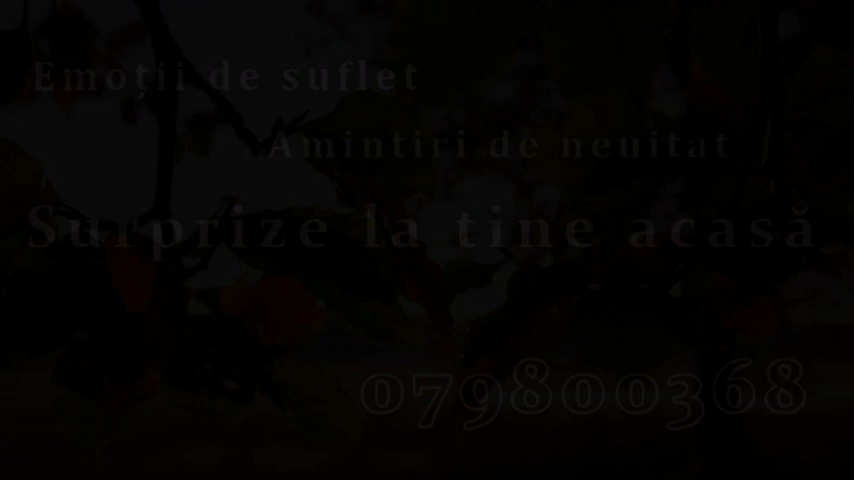 Emoții de suflet
Amintiri de neuitat
Surprize la tine acasă
079800368